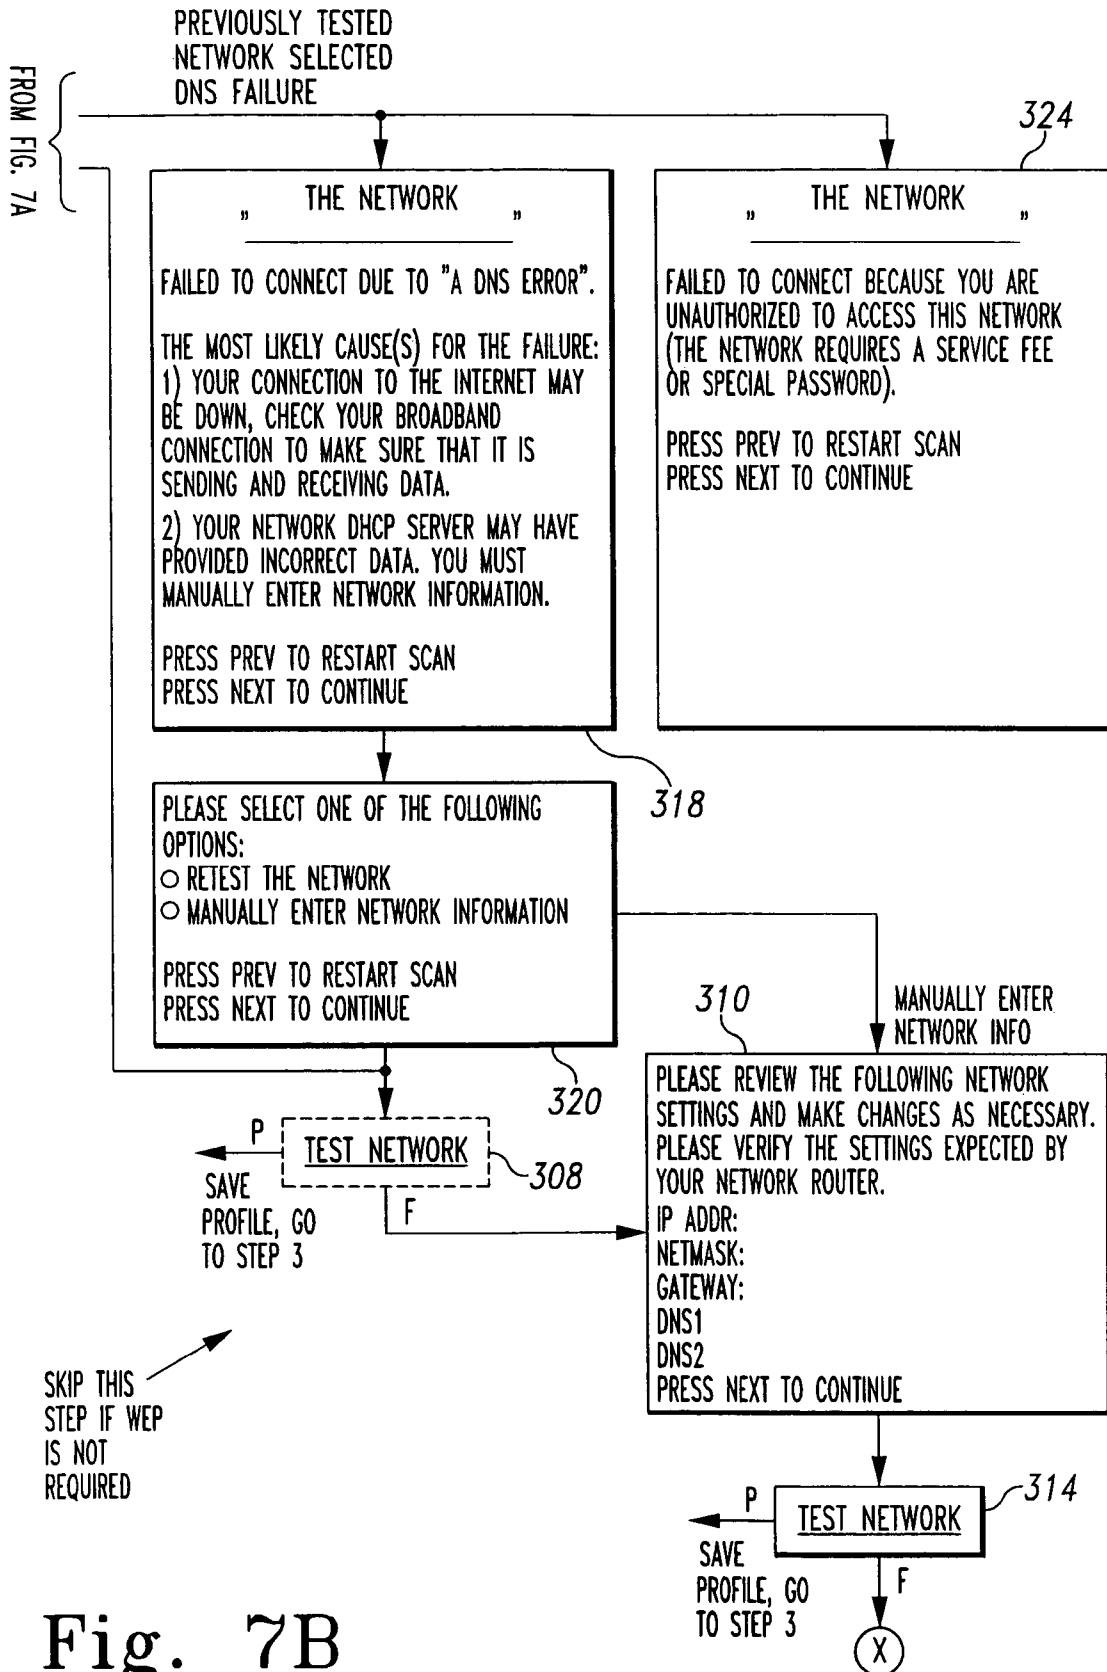 PREVIOUSLY TESTED
NETWORK SELECTED
DNS FAILURE
FROM FIG. 7A
324
THE NETWORK
" "
FAILED TO CONNECT DUE TO "A DNS ERROR".
THE MOST LIKELY CAUSE(S) FOR THE FAILURE:
1) YOUR CONNECTION TO THE INTERNET MAY
BE DOWN, CHECK YOUR BROADBAND
CONNECTION TO MAKE SURE THAT IT IS
SENDING AND RECEIVING DATA.
2) YOUR NETWORK DHCP SERVER MAY HAVE
PROVIDED INCORRECT DATA. YOU MUST
MANUALLY ENTER NETWORK INFORMATION.
PRESS PREV TO RESTART SCAN
PRESS NEXT TO CONTINUE
THE NETWORK
" "
FAILED TO CONNECT BECAUSE YOU ARE
UNAUTHORIZED TO ACCESS THIS NETWORK
(THE NETWORK REQUIRES A SERVICE FEE
OR SPECIAL PASSWORD).
PRESS PREV TO RESTART SCAN
PRESS NEXT TO CONTINUE
318
PLEASE SELECT ONE OF THE FOLLOWING
OPTIONS:
RETEST THE NETWORK
MANUALLY ENTER NETWORK INFORMATION
PRESS PREV TO RESTART SCAN
PRESS NEXT TO CONTINUE
320
310
MANUALLY ENTER
NETWORK INFO
PLEASE REVIEW THE FOLLOWING NETWORK
SETTINGS AND MAKE CHANGES AS NECESSARY.
PLEASE VERIFY THE SETTINGS EXPECTED BY
YOUR NETWORK ROUTER.
IP ADDR:
NETMASK:
GATEWAY:
DNS1
DNS2
PRESS NEXT TO CONTINUE
P
TEST NETWORK
308
SAVE
PROFILE, GO
TO STEP 3
F
SKIP THIS
STEP IF WEP
IS NOT
REQUIRED
P
TEST NETWORK
314
SAVE
PROFILE, GO
TO STEP 3
F
X
Fig. 7B